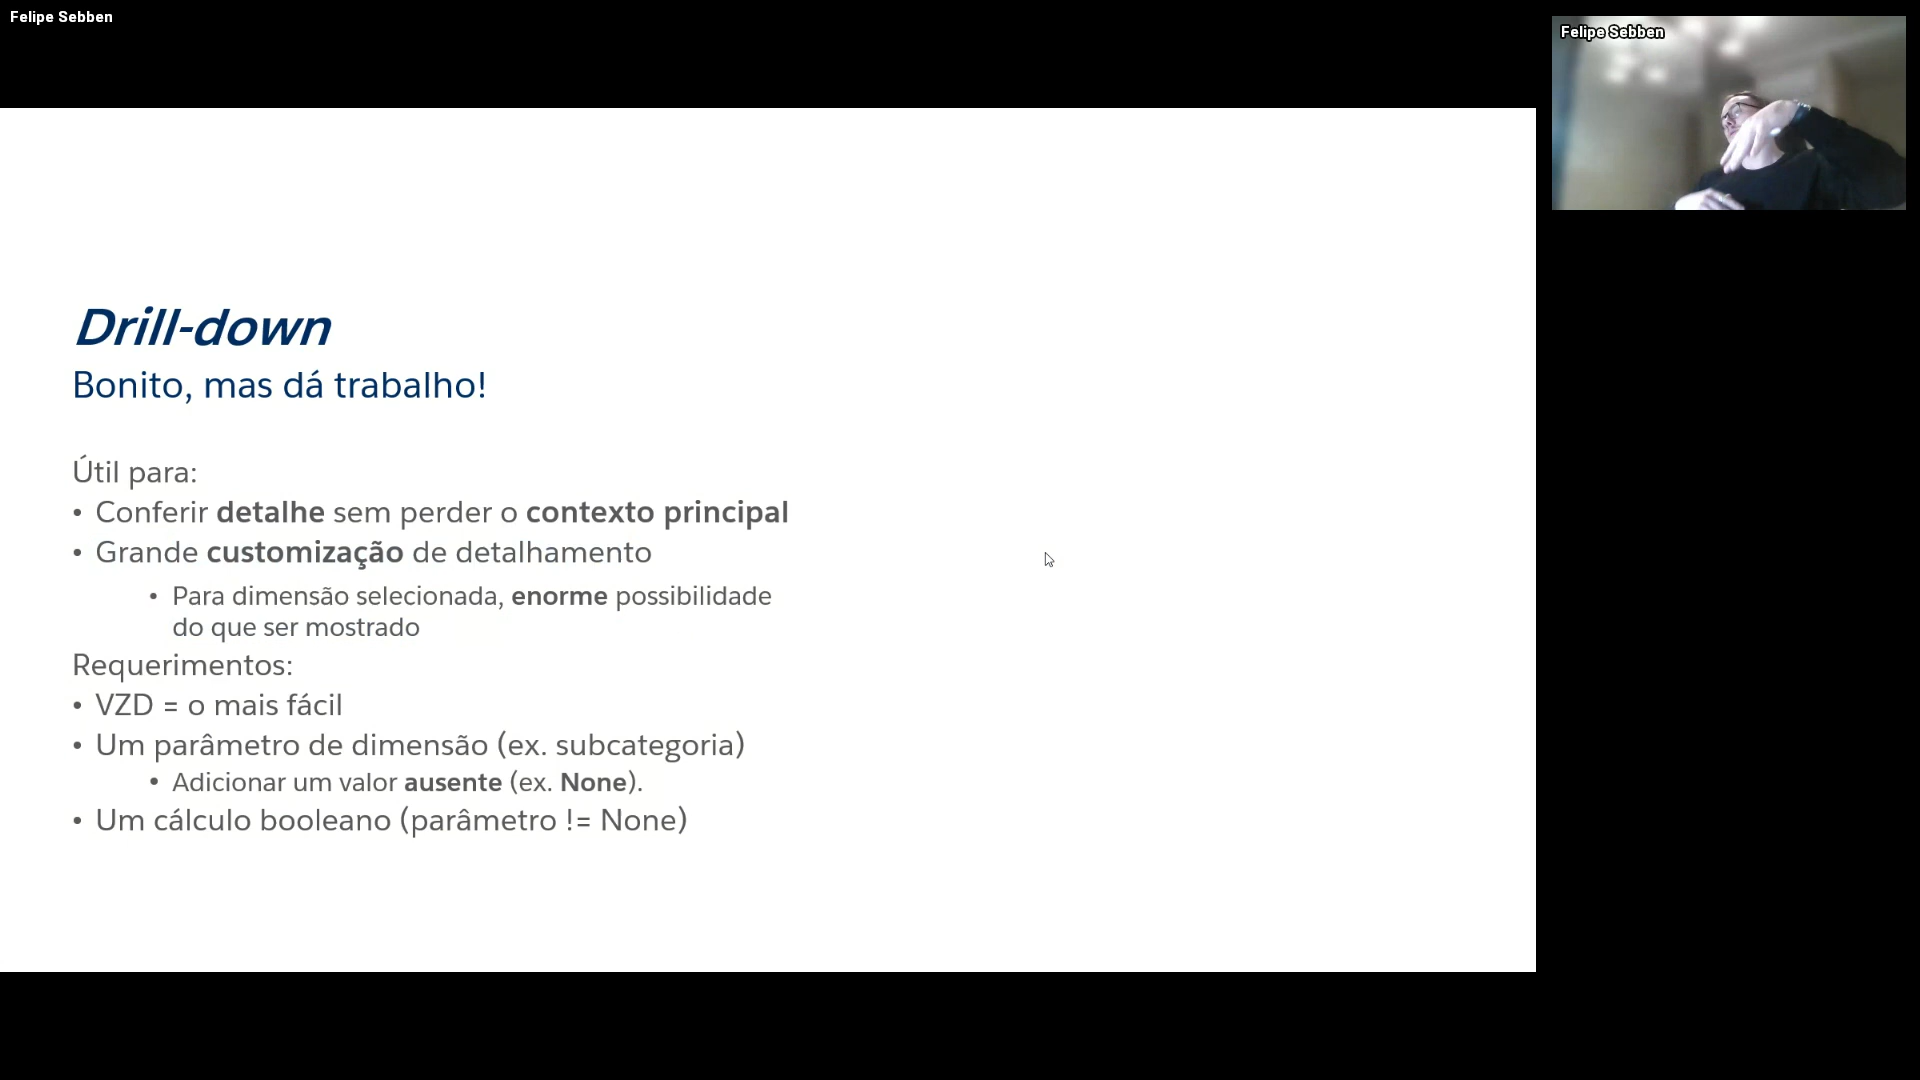 Felipe Sebben
Felipe Sebben
Drill-down
Bonito, mas dá trabalho!
Útil para:
• Conferir detalhe sem perder o contexto principal
• Grande customização de detalhamento
• Para dimensão selecionada, enorme possibilidade
do que ser mostrado
Requerimentos:
• VZD = o mais fácil
• Um parâmetro de dimensão (ex. subcategoria)
• Adicionar um valor ausente (ex. None).
• Um cálculo booleano (parâmetro != None)